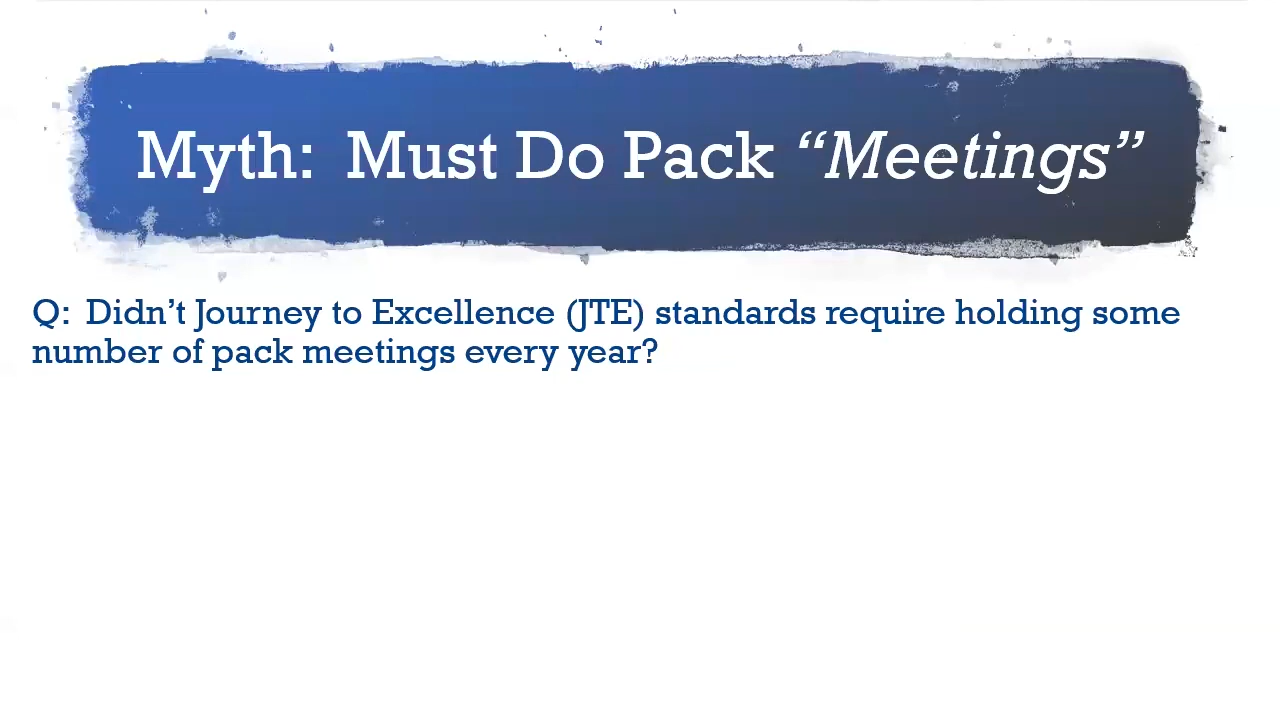 Myth:  Must Do Pack “Meetings”
Q:  Didn’t Journey to Excellence (JTE) standards require holding some
number of pack meetings every year?